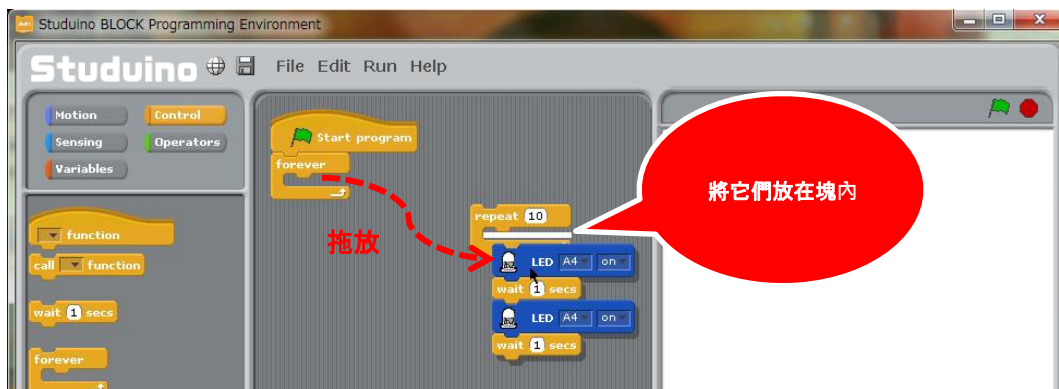 Studuino BLOCK Programming Environment
Studuino File Edit Run Help
Motion Control
Sensing Operators
Variables
Start program
forever
拖放
repeat 10
將它們放在塊內
LED A4 on
wait 1 secs
LED A4 on
wait 1 secs
function
call function
wait 1 secs
forever